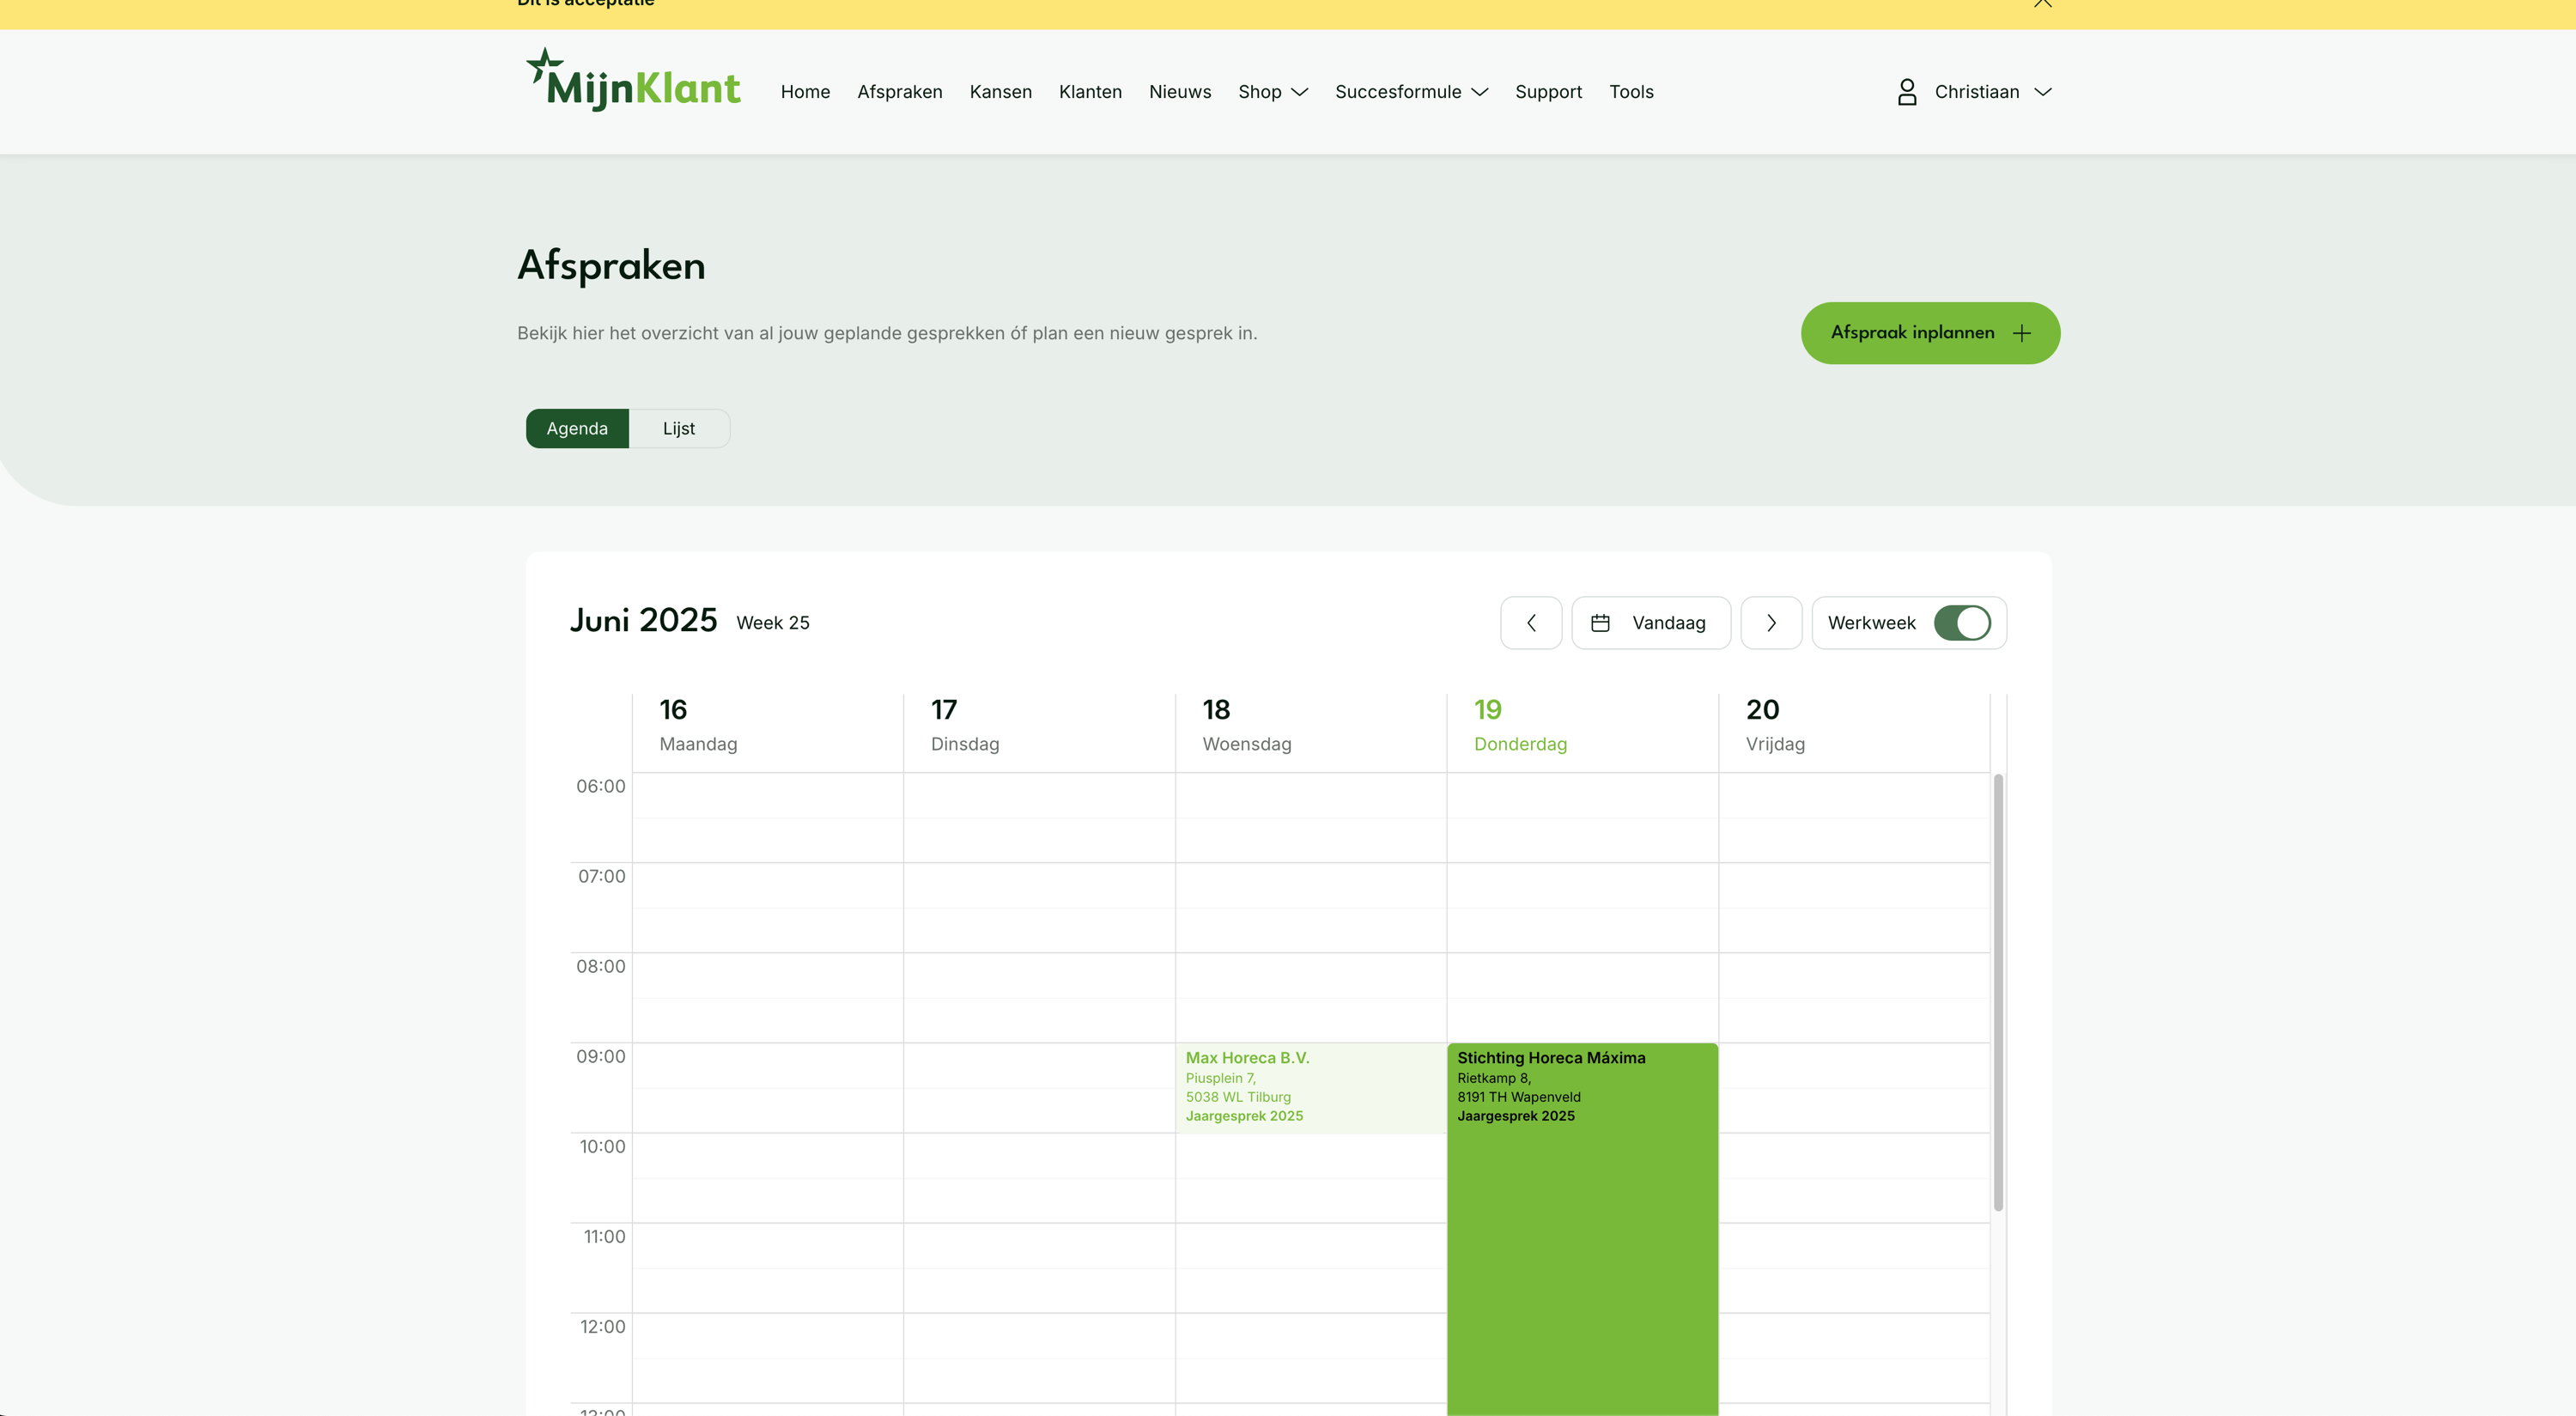 Dit is acceptatie
MijnKlant
Home Afspraken Kansen Klanten Nieuws Shop Succesformule Support Tools Christiaan
Afspraken
Bekijk hier het overzicht van al jouw geplande gesprekken óf plan een nieuw gesprek in.
Afspraak inplannen
Agenda Lijst
Juni 2025 Week 25
Vandaag
Werkweek
16 17 18 19 20
Maandag Dinsdag Woensdag Donderdag Vrijdag
06:00
07:00
08:00
09:00
Max Horeca B.V.
Piusplein 7,
5038 WL Tilburg
Jaargesprek 2025
Stichting Horeca Máxima
Rietkamp 8,
8191 TH Wapenveld
Jaargesprek 2025
10:00
11:00
12:00
13:00